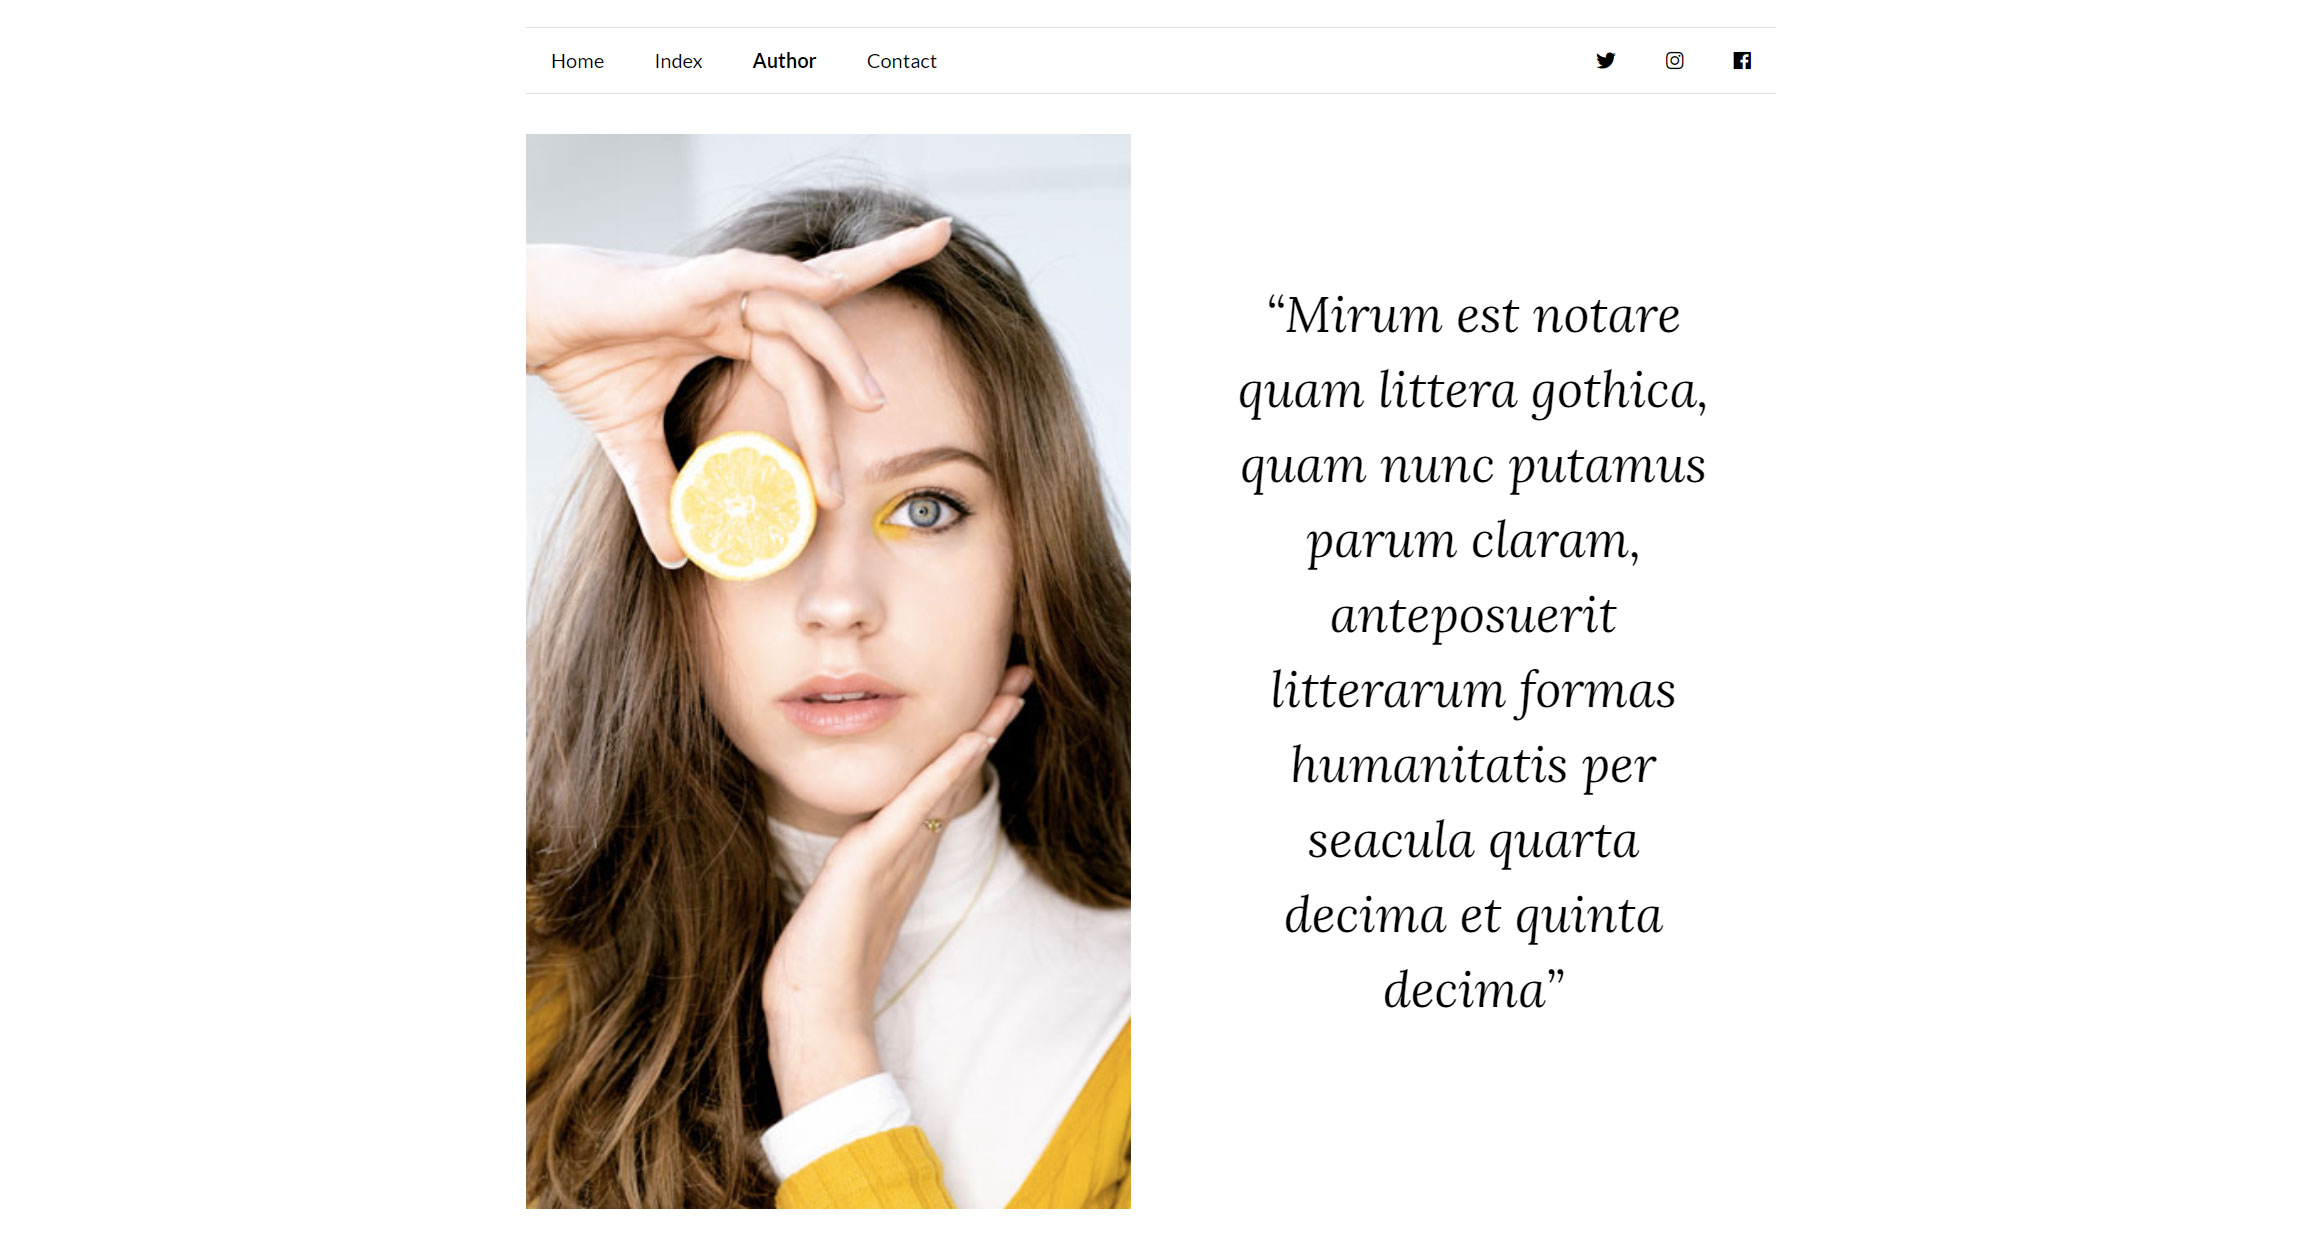 Home Index Author Contact
“Mirum est notare
quam littera gothica,
quam nunc putamus
parum claram,
anteposuerit
litterarum formas
humanitatis per
seacula quarta
decima et quinta
decima”